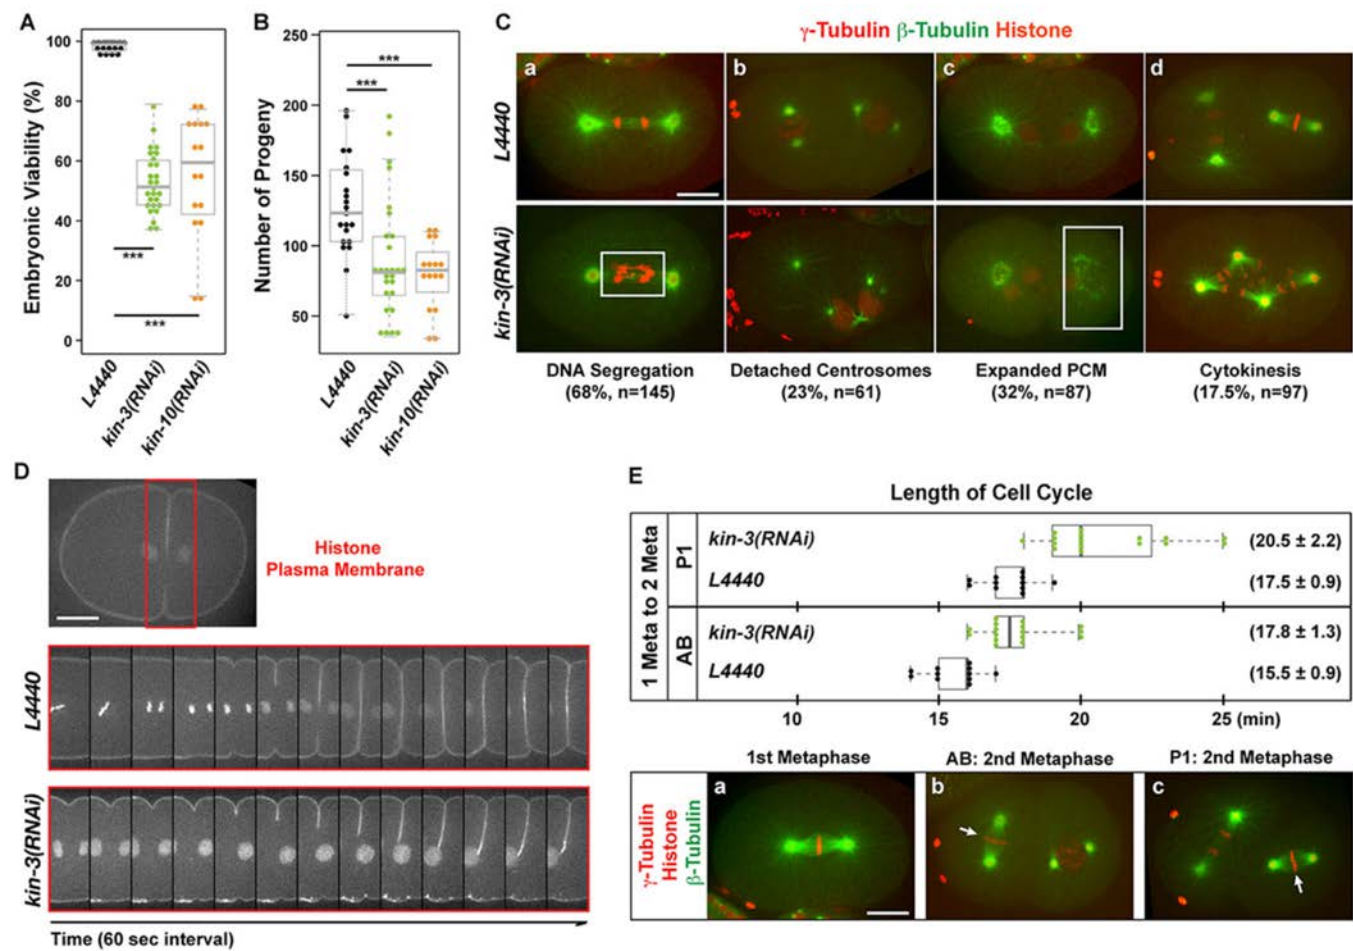 A
Embryonic Viability (%)
100
80
60
40
20
0
***
***
L4440
kin-3(RNAi)
kin-10(RNAi)
B
Number of Progeny
250
200
150
100
50
***
***
L4440
kin-3(RNAi)
kin-10(RNAi)
C
γ-Tubulin β-Tubulin Histone
L4440
a
b
c
d
kin-3(RNAi)
DNA Segregation
(68%, n=145)
Detached Centrosomes
(23%, n=61)
Expanded PCM
(32%, n=87)
Cytokinesis
(17.5%, n=97)
D
Histone
Plasma Membrane
L4440
kin-3(RNAi)
Time (60 sec interval)
E
Length of Cell Cycle
1 Meta to 2 Meta
P1
kin-3(RNAi)
(20.5 ± 2.2)
L4440
(17.5 ± 0.9)
AB
kin-3(RNAi)
(17.8 ± 1.3)
L4440
(15.5 ± 0.9)
10 15 20 25 (min)
1st Metaphase
AB: 2nd Metaphase
P1: 2nd Metaphase
γ-Tubulin
Histone
β-Tubulin
a
b
c